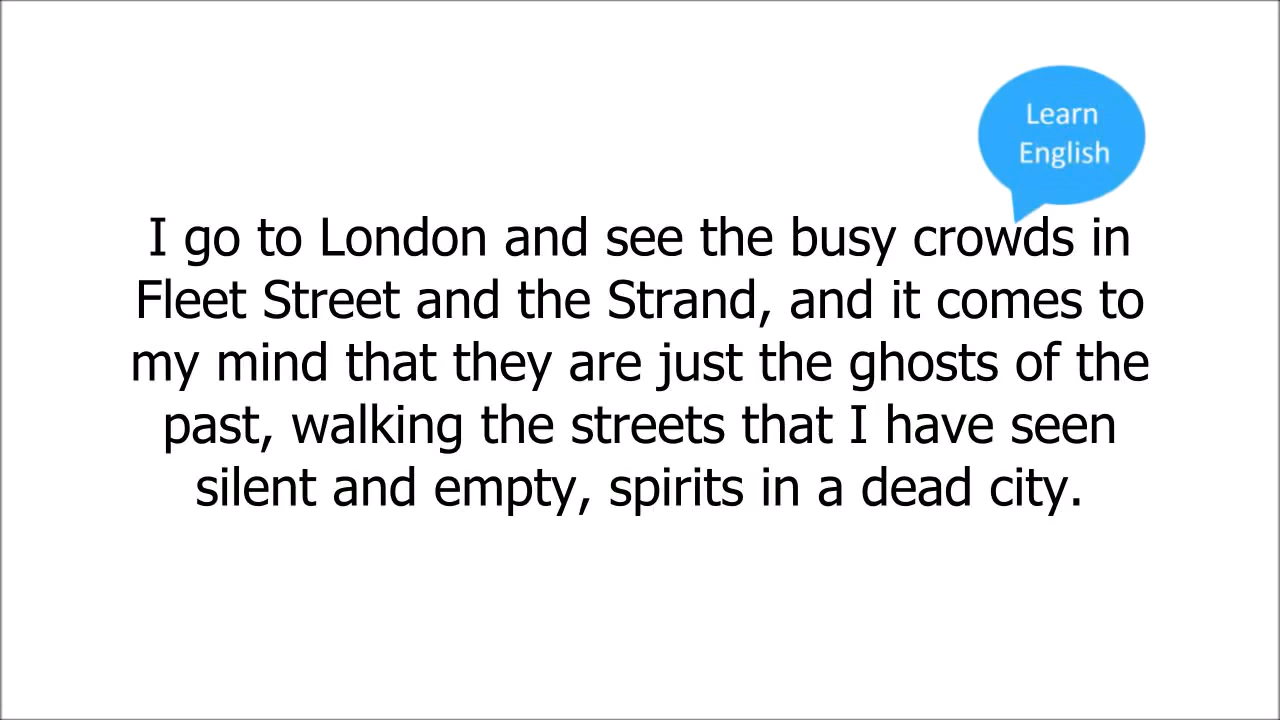 Learn
English
I go to London and see the busy crowds in
Fleet Street and the Strand, and it comes to
my mind that they are just the ghosts of the
past, walking the streets that I have seen
silent and empty, spirits in a dead city.